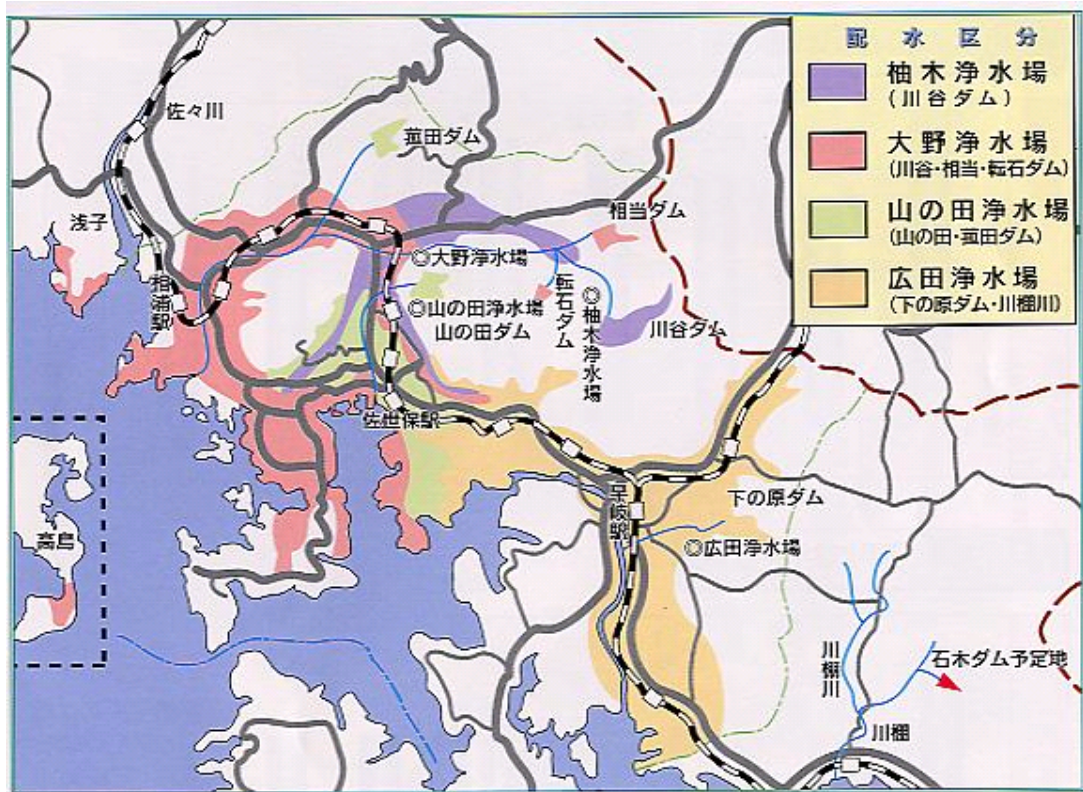 配水区分
柚木浄水場
(川谷ダム)
大野浄水場
(川谷・相当・転石ダム)
山の田浄水場
(山の田・菰田ダム)
広田浄水場
(下の原ダム・川棚川)
佐々川
菰田ダム
浅子
相当ダム
相浦駅
◎大野浄水場
◎山の田浄水場
山の田ダム
転石ダム
◎柚木浄水場
川谷ダム
佐世保駅
早岐駅
下の原ダム
◎広田浄水場
高島
川棚川
石木ダム予定地
川棚